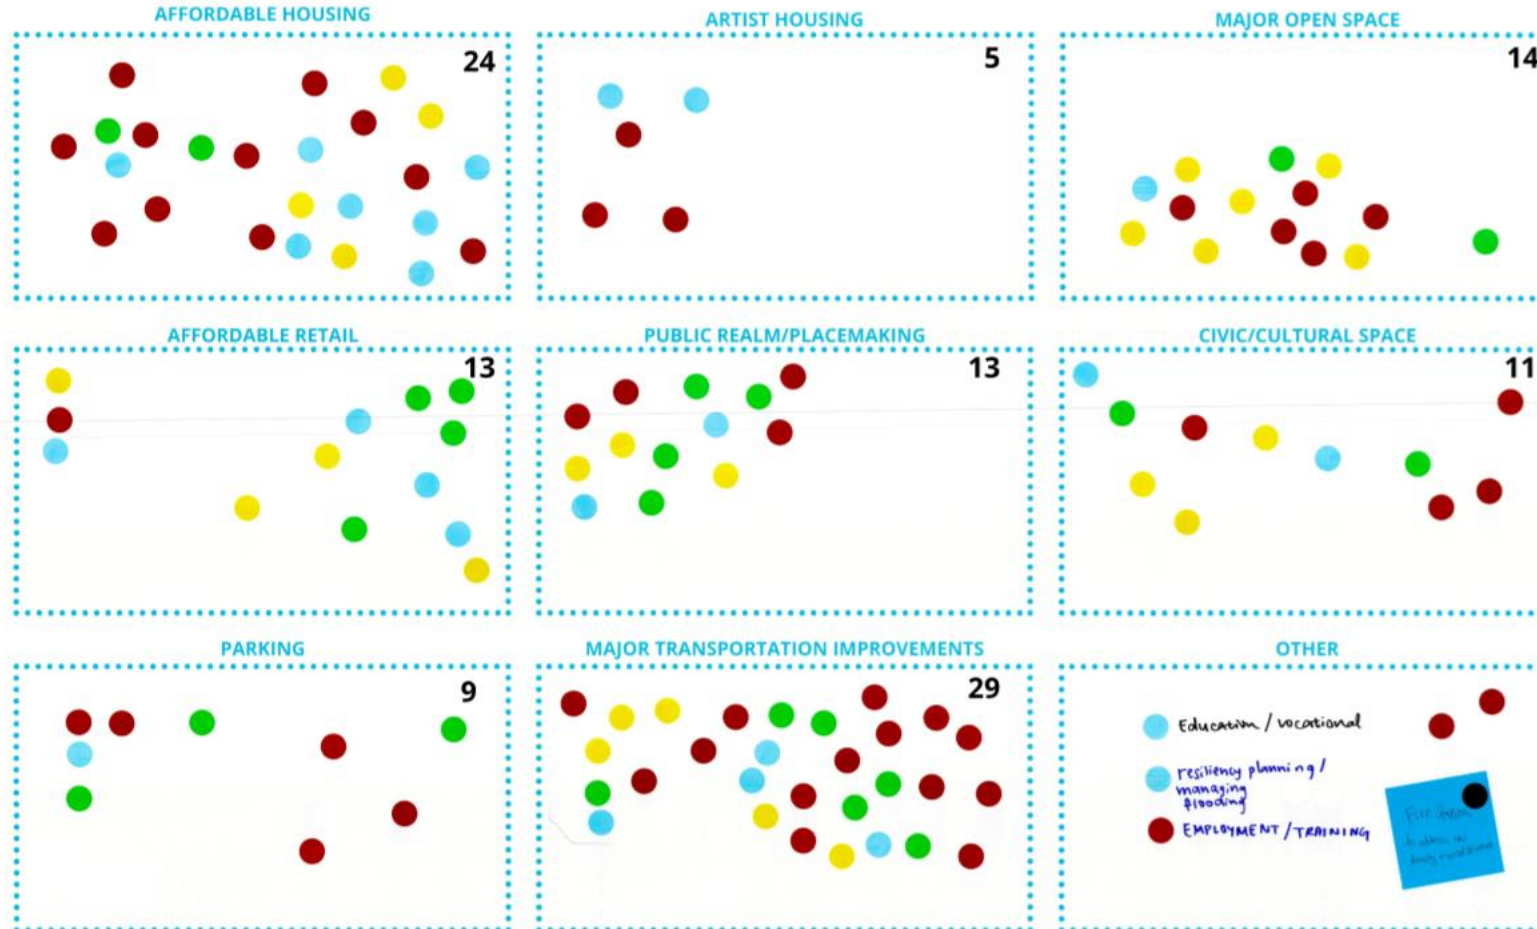 AFFORDABLE HOUSING
24
ARTIST HOUSING
5
MAJOR OPEN SPACE
14
AFFORDABLE RETAIL
13
PUBLIC REALM/PLACEMAKING
13
CIVIC/CULTURAL SPACE
11
PARKING
9
MAJOR TRANSPORTATION IMPROVEMENTS
29
OTHER
Education / vocational
resiliency planning /
managing
flooding
EMPLOYMENT / TRAINING